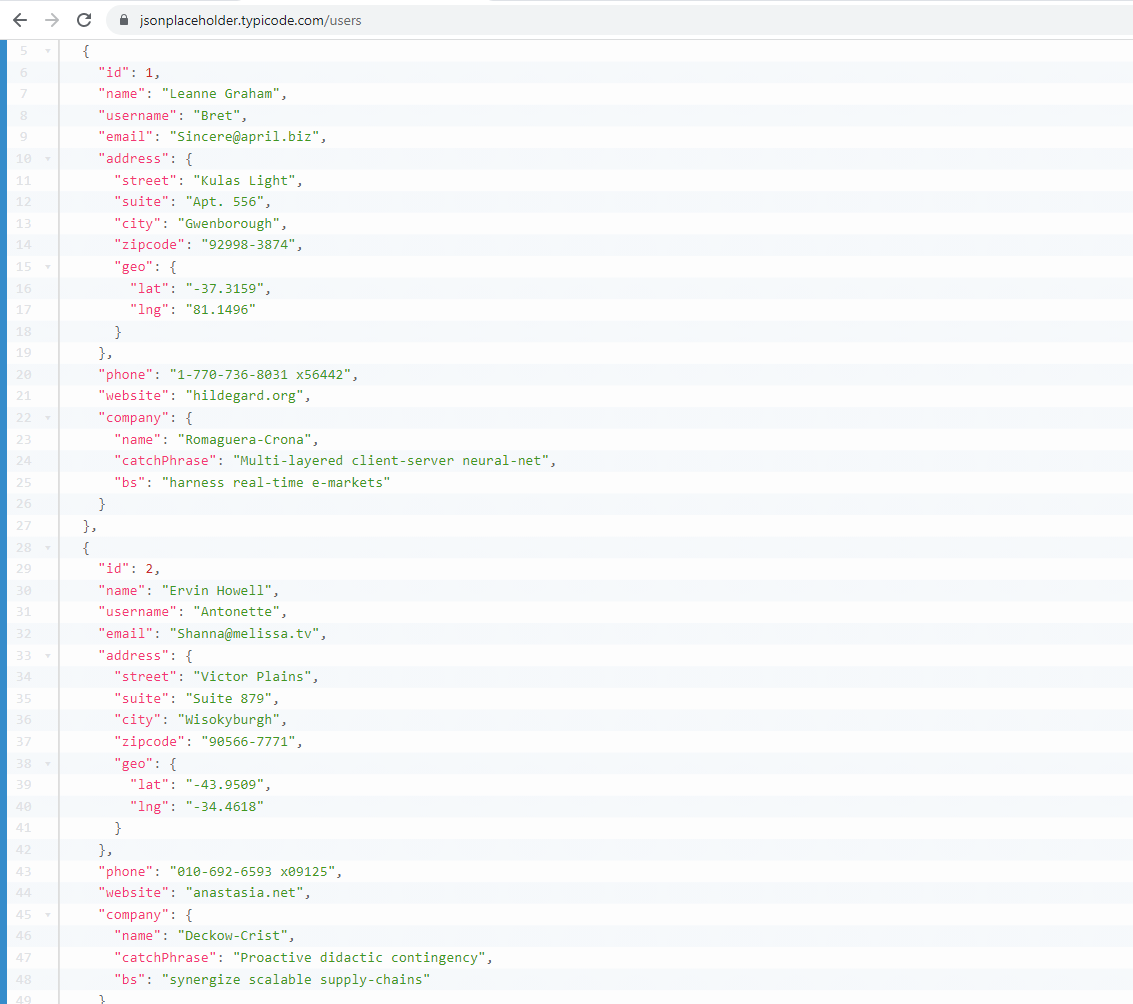 jsonplaceholder.typicode.com/users
5 {
6 "id": 1,
7 "name": "Leanne Graham",
8 "username": "Bret",
9 "email": "Sincere@april.biz",
10 "address": {
11 "street": "Kulas Light",
12 "suite": "Apt. 556",
13 "city": "Gwenborough",
14 "zipcode": "92998-3874",
15 "geo": {
16 "lat": "-37.3159",
17 "lng": "81.1496"
18 }
19 },
20 "phone": "1-770-736-8031 x56442",
21 "website": "hildegard.org",
22 "company": {
23 "name": "Romaguera-Crona",
24 "catchPhrase": "Multi-layered client-server neural-net",
25 "bs": "harness real-time e-markets"
26 }
27 },
28 {
29 "id": 2,
30 "name": "Ervin Howell",
31 "username": "Antonette",
32 "email": "Shanna@melissa.tv",
33 "address": {
34 "street": "Victor Plains",
35 "suite": "Suite 879",
36 "city": "Wisokyburgh",
37 "zipcode": "90566-7771",
38 "geo": {
39 "lat": "-43.9509",
40 "lng": "-34.4618"
41 }
42 },
43 "phone": "010-692-6593 x09125",
44 "website": "anastasia.net",
45 "company": {
46 "name": "Deckow-Crist",
47 "catchPhrase": "Proactive didactic contingency",
48 "bs": "synergize scalable supply-chains"
49 }